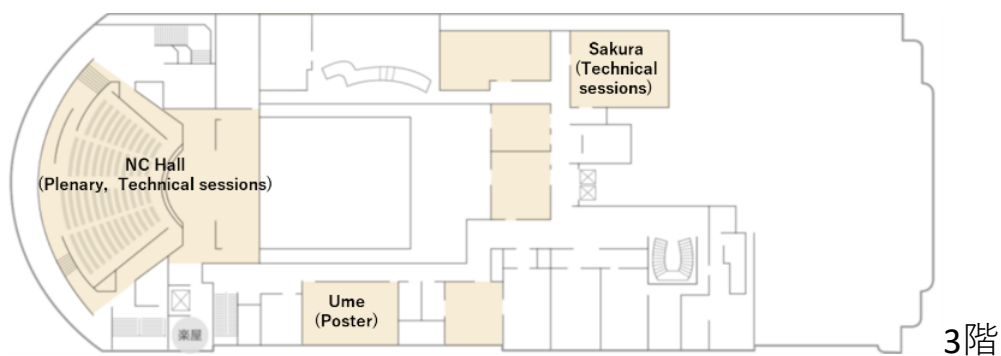 Sakura
(Technical
sessions)
NC Hall
(Plenary, Technical sessions)
Ume
(Poster)
楽屋
3階